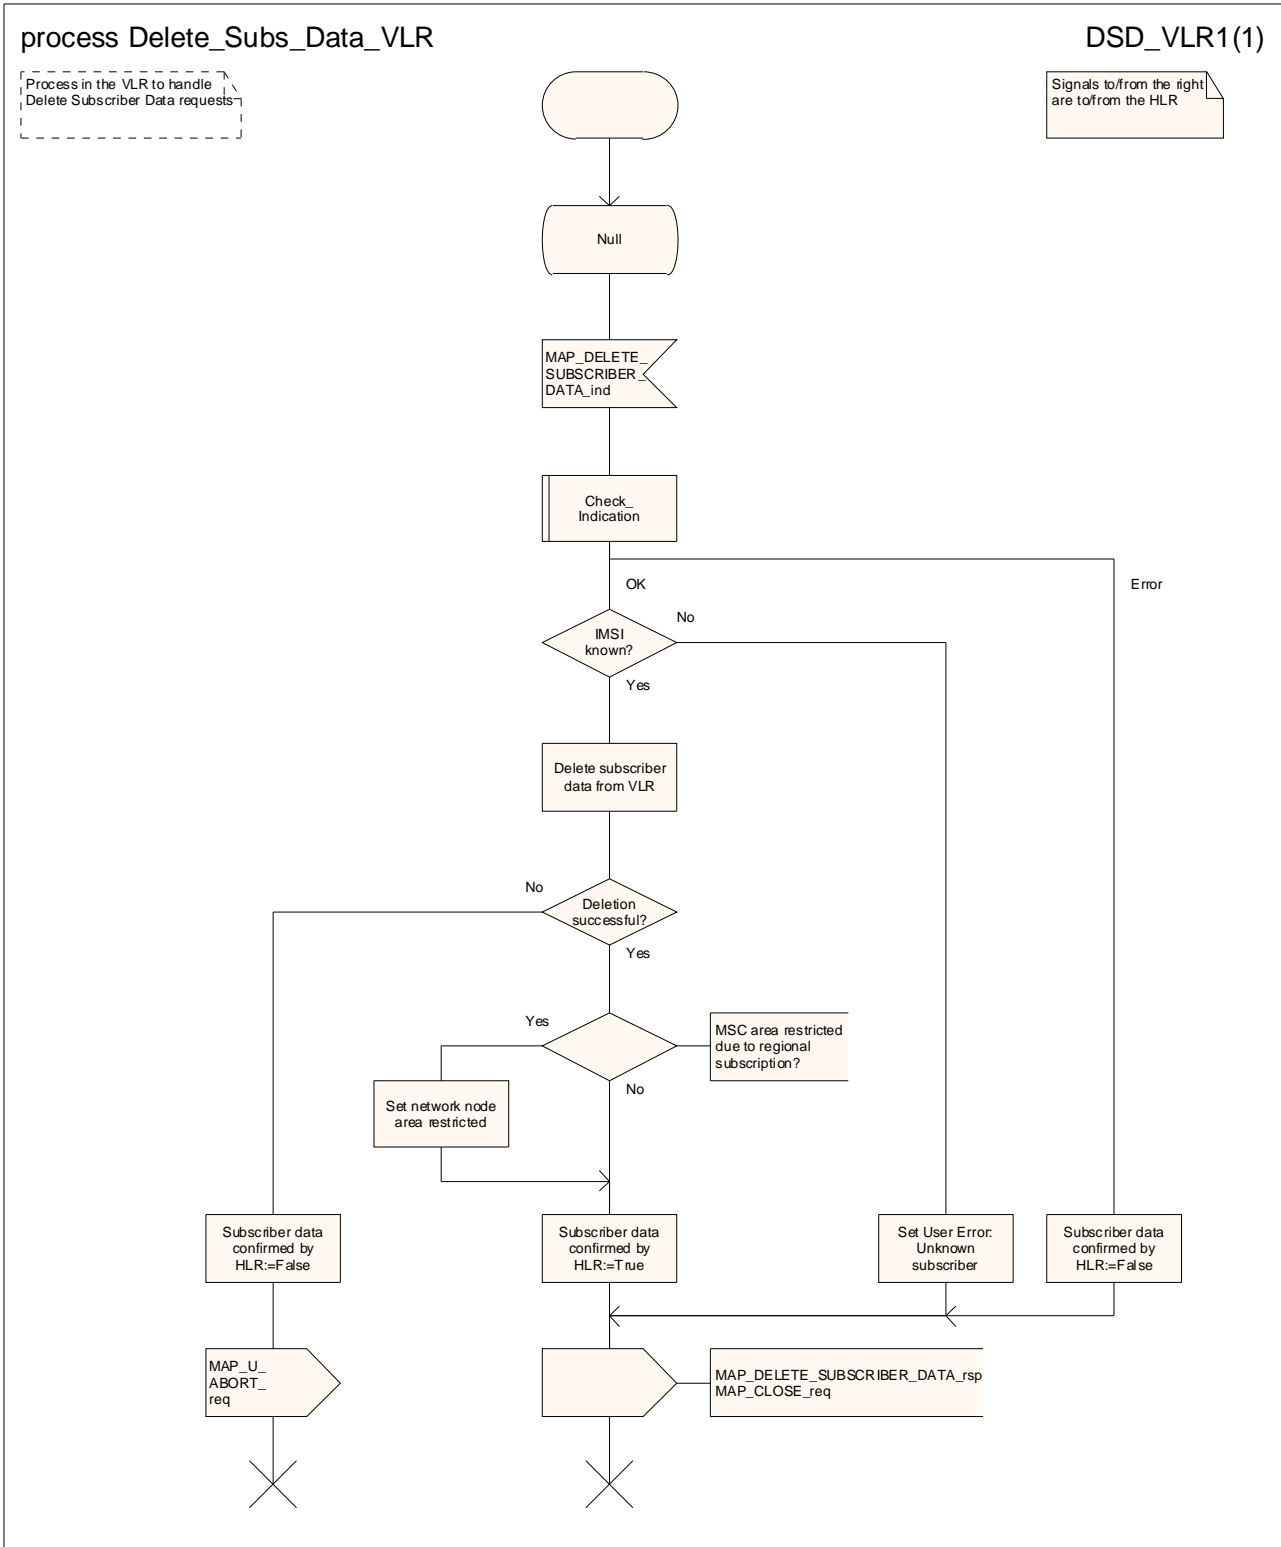 process Delete_Subs_Data_VLR
DSD_VLR1(1)
Process in the VLR to handle
Delete Subscriber Data requests
Signals to/from the right
are to/from the HLR
Null
MAP_DELETE_
SUBSCRIBER_
DATA_ind
Check_
Indication
OK
Error
IMSI
known?
No
Yes
Delete subscriber
data from VLR
No
Deletion
successful?
Yes
Yes
MSC area restricted
due to regional
subscription?
No
Set network node
area restricted
Subscriber data
confirmed by
HLR:=False
Subscriber data
confirmed by
HLR:=True
Set User Error:
Unknown
subscriber
Subscriber data
confirmed by
HLR:=False
MAP_U_
ABORT_
req
MAP_DELETE_SUBSCRIBER_DATA_rsp
MAP_CLOSE_req